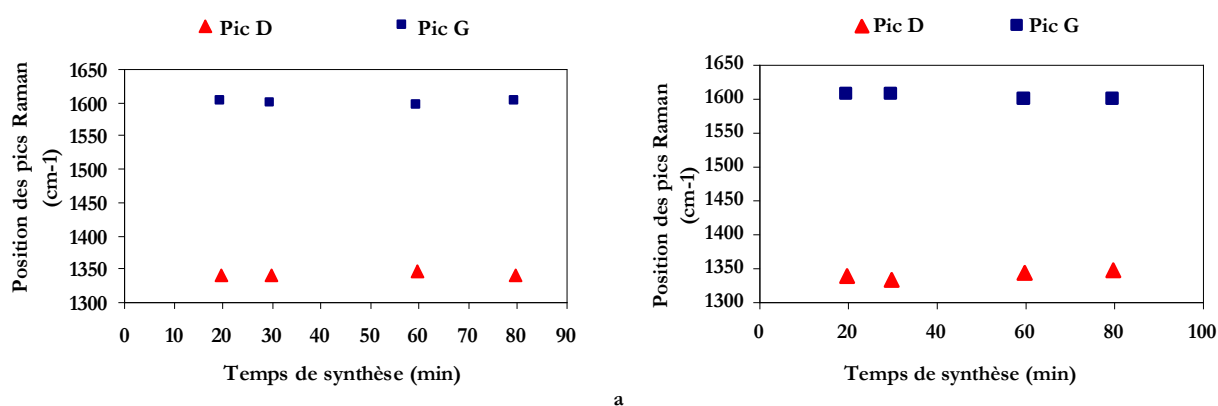 Pic D Pic G
Position des pics Raman
(cm-1)
1650
1600
1550
1500
1450
1400
1350
1300
0 10 20 30 40 50 60 70 80 90
Temps de synthèse (min)
Pic D Pic G
Position des pics Raman
(cm-1)
1650
1600
1550
1500
1450
1400
1350
1300
0 20 40 60 80 100
Temps de synthèse (min)
a